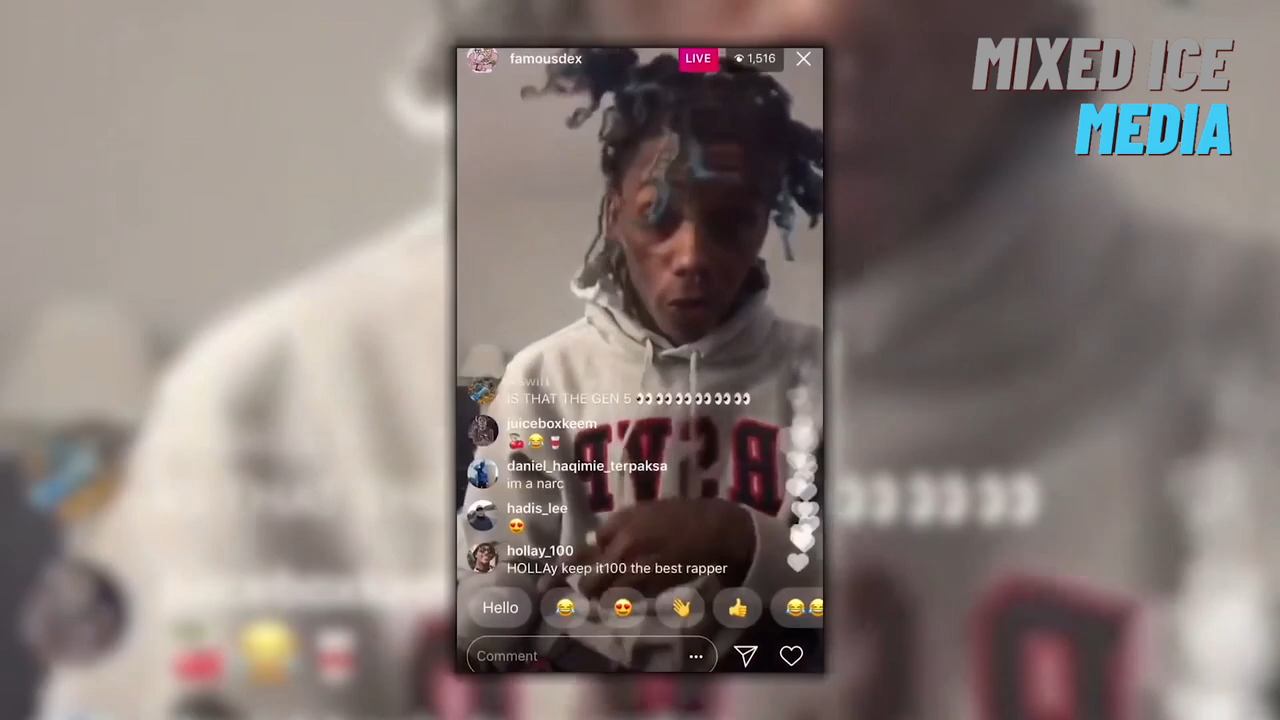 MIXED ICE
MEDIA
famousdex
LIVE
1,516
IS THAT THE GEN 5 👀👀👀👀👀👀👀👀👀👀
juiceboxkeem
🍒😂🥤
daniel_haqimie_terpaksa
im a narc
hadis_lee
😍
hollay_100
HOLLAy keep it100 the best rapper
Hello 😂 😍 👋 👍 😂😂
Comment